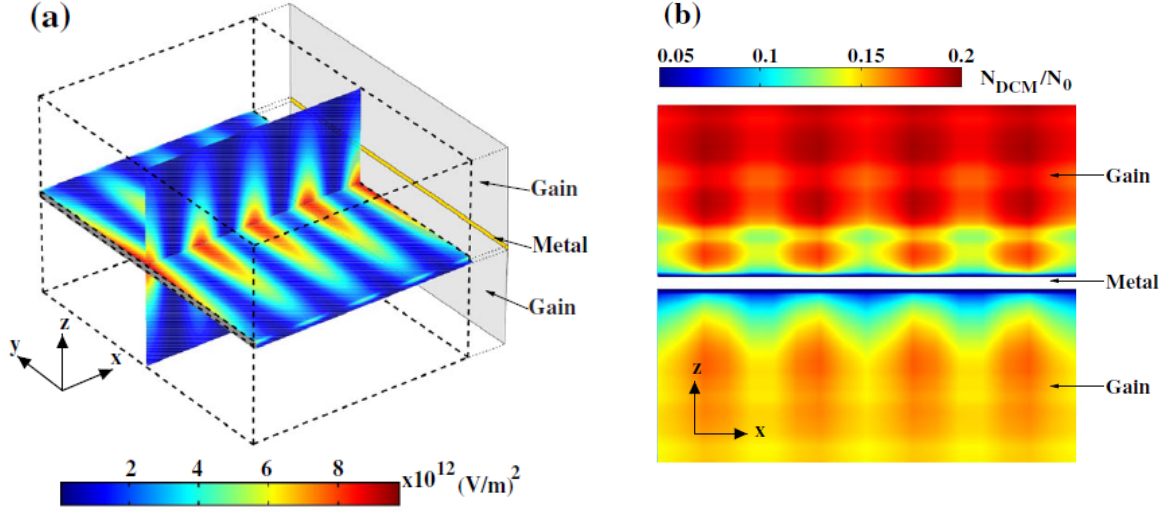 (a)
Gain
Metal
Gain
z
y
x
2 4 6 8 x10^12 (V/m)^2
(b)
0.05 0.1 0.15 0.2
N_DCM/N_0
Gain
Metal
z
Gain
x